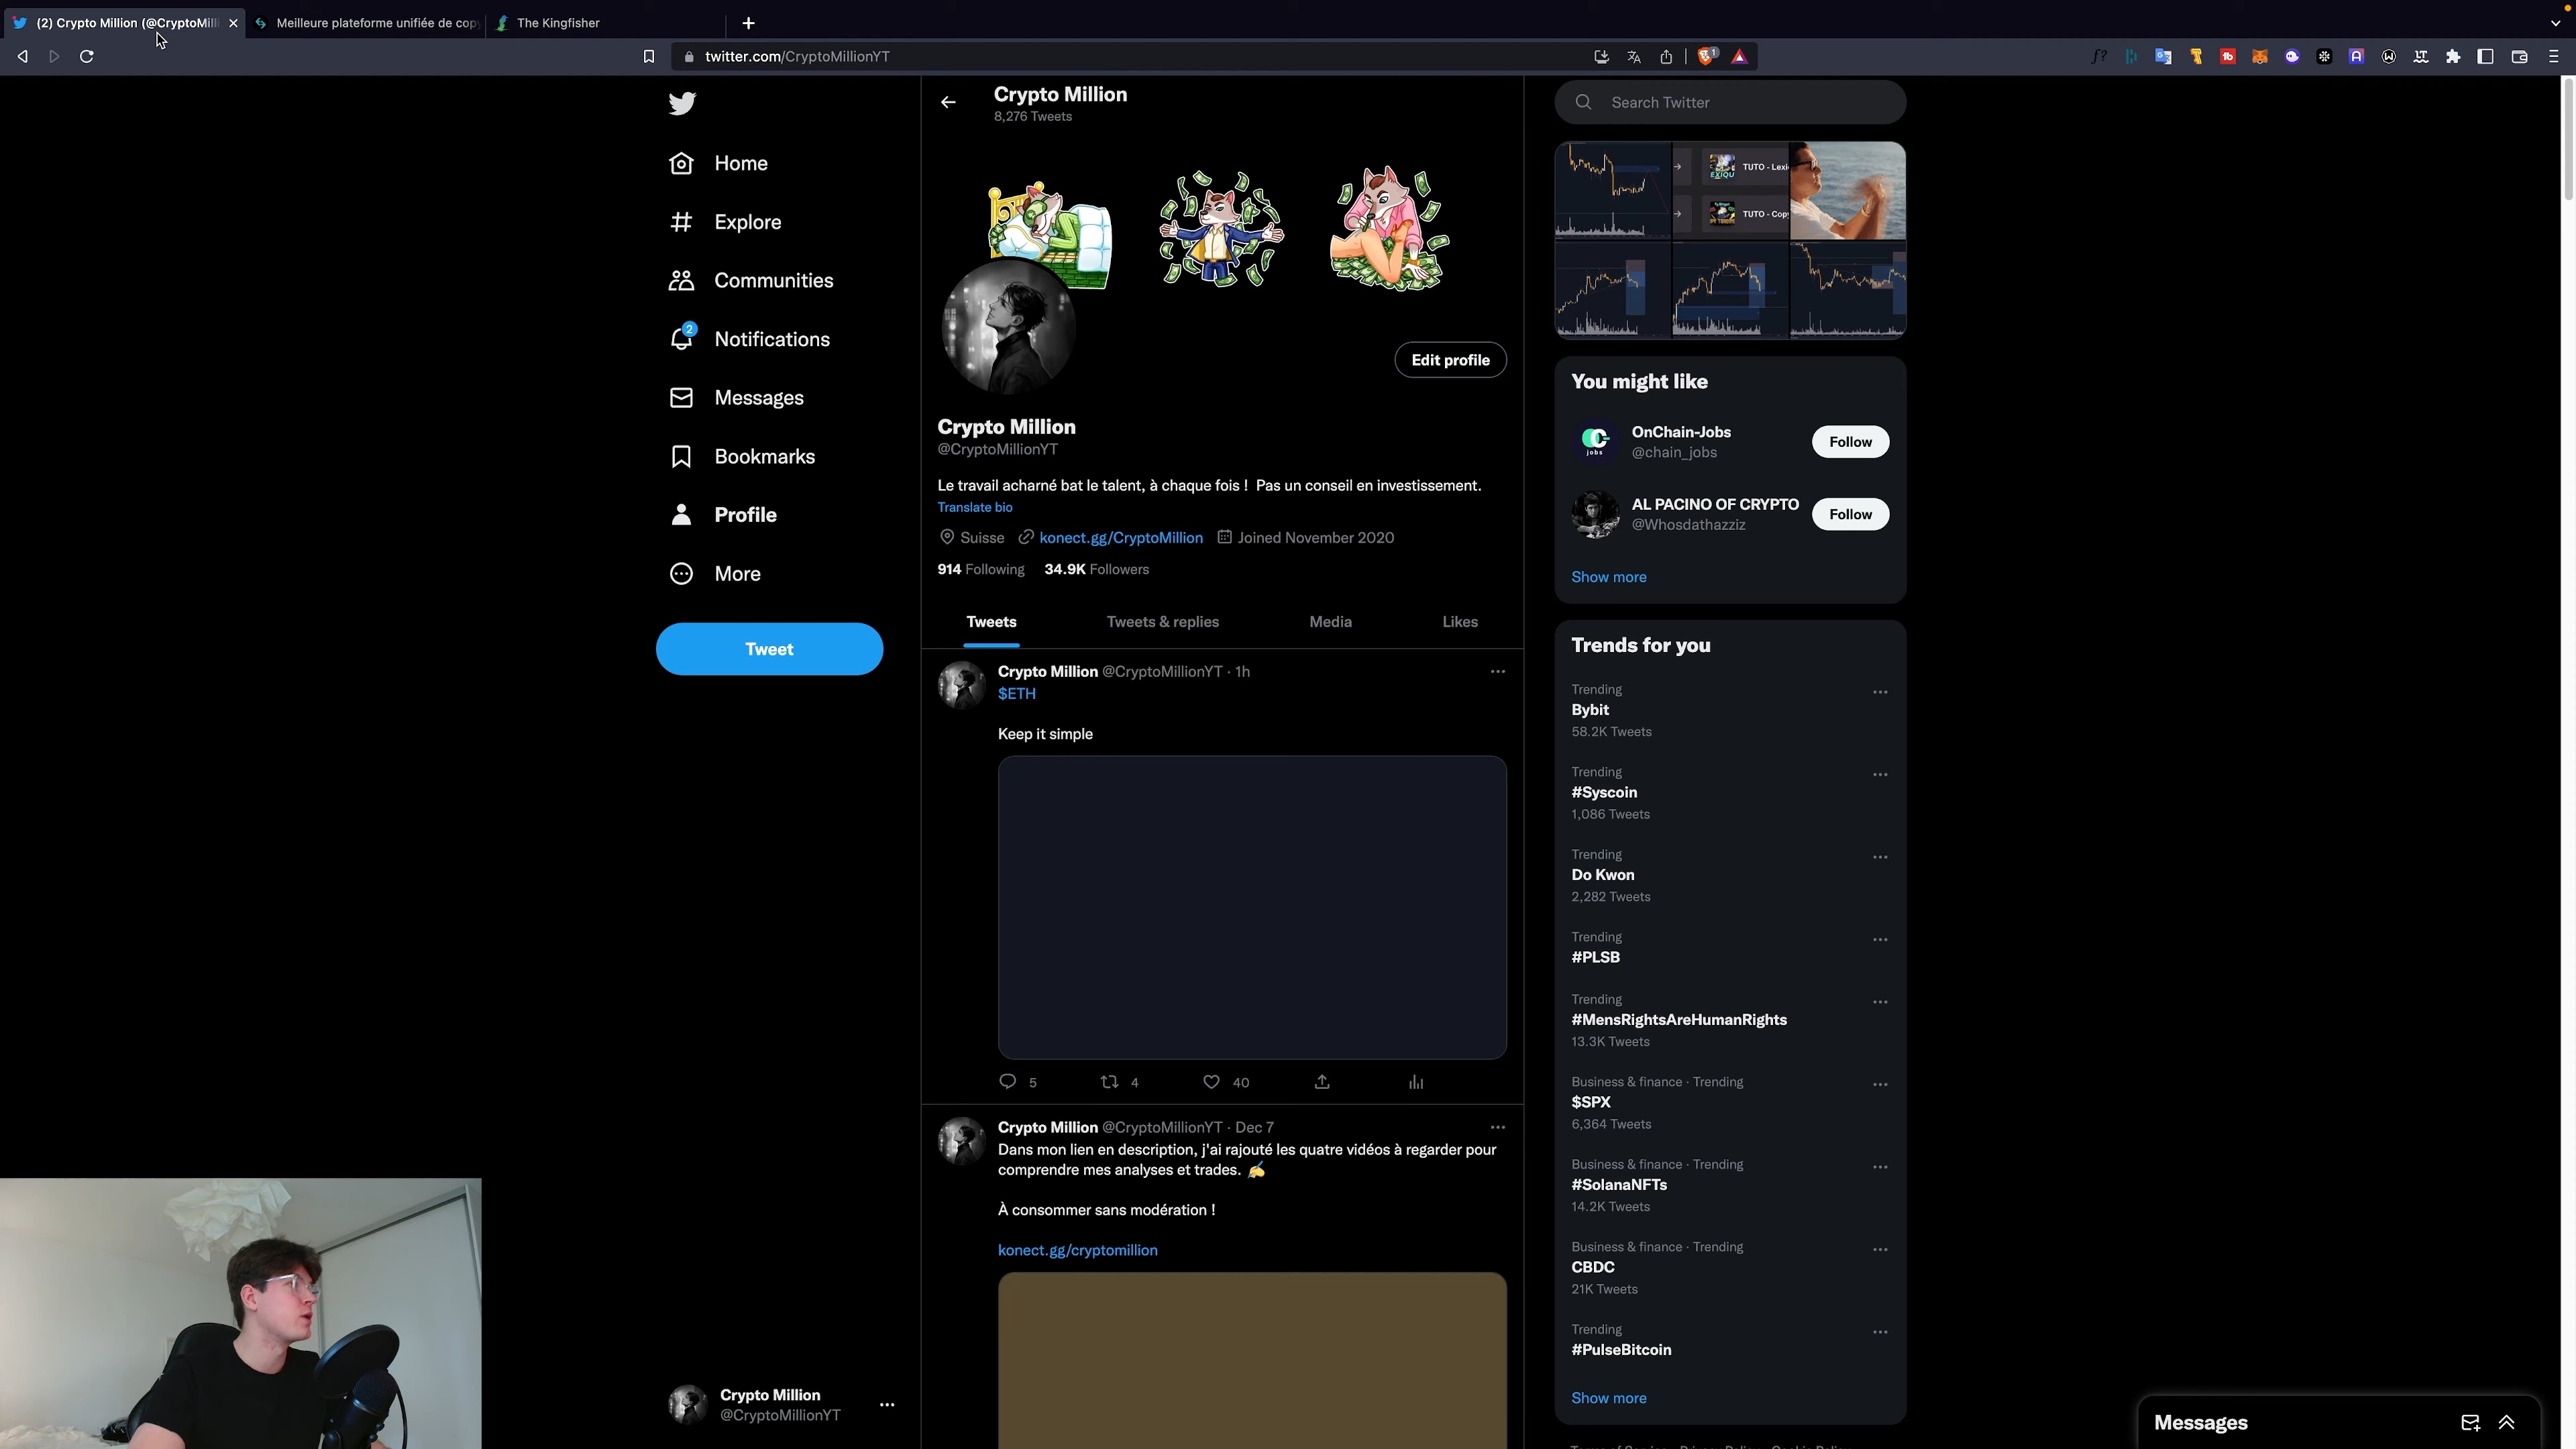 (2) Crypto Million (@CryptoMilli
Meilleure plateforme unifiée de cop
The Kingfisher
twitter.com/CryptoMillionYT
1
Home
Explore
Communities
2
Notifications
Messages
Bookmarks
Profile
More
Tweet
Crypto Million
@CryptoMillionYT
Crypto Million
8,276 Tweets
Edit profile
Crypto Million
@CryptoMillionYT
Le travail acharné bat le talent, à chaque fois ! Pas un conseil en investissement.
Translate bio
Suisse konect.gg/CryptoMillion Joined November 2020
914 Following 34.9K Followers
Tweets Tweets & replies Media Likes
Crypto Million @CryptoMillionYT · 1h
$ETH
Keep it simple
5 4 40
Crypto Million @CryptoMillionYT · Dec 7
Dans mon lien en description, j'ai rajouté les quatre vidéos à regarder pour
comprendre mes analyses et trades. ✍️
À consommer sans modération !
konect.gg/cryptomillion
Search Twitter
TUTO - Lexi
EXIQU
TUTO - Copy
You might like
OnChain-Jobs
@chain_jobs
Follow
jobs
AL PACINO OF CRYPTO
@Whosdathazziz
Follow
Show more
Trends for you
Trending
Bybit
58.2K Tweets
Trending
#Syscoin
1,086 Tweets
Trending
Do Kwon
2,282 Tweets
Trending
#PLSB
Trending
#MensRightsAreHumanRights
13.3K Tweets
Business & finance · Trending
$SPX
6,364 Tweets
Business & finance · Trending
#SolanaNFTs
14.2K Tweets
Business & finance · Trending
CBDC
21K Tweets
Trending
#PulseBitcoin
Show more
Messages